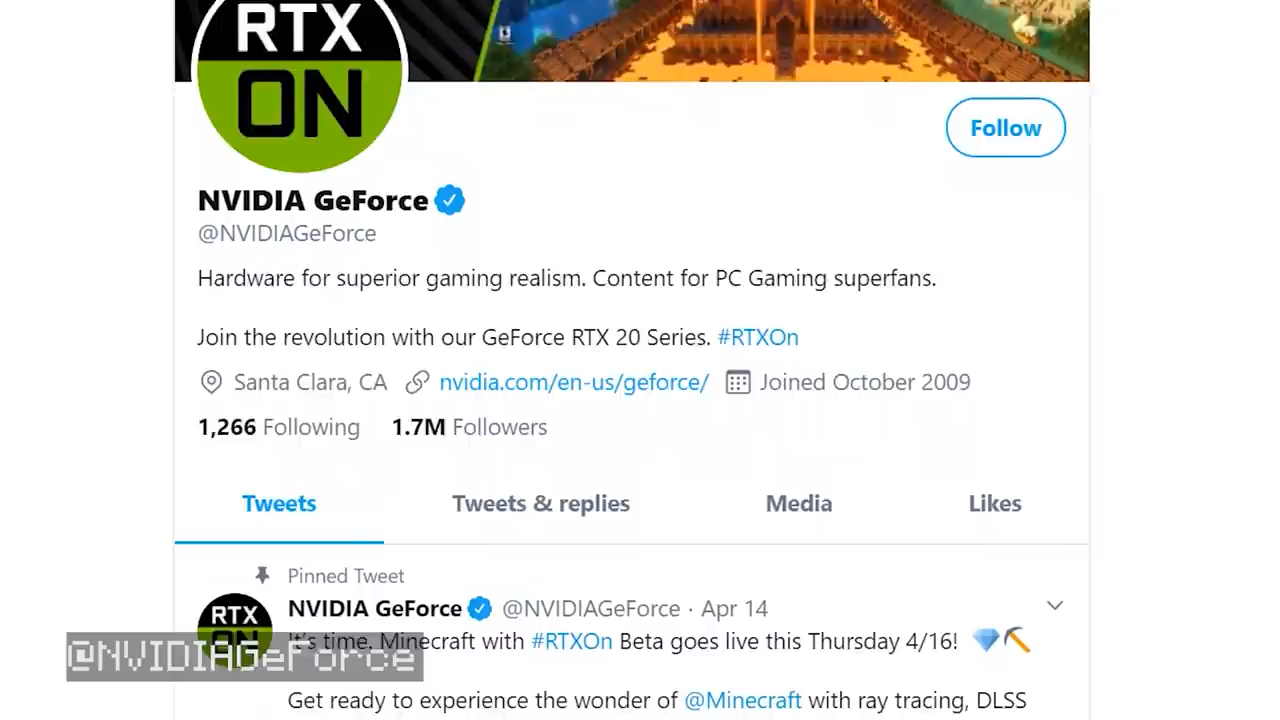 RTX
ON
Follow
NVIDIA GeForce
@NVIDIAGeForce
Hardware for superior gaming realism. Content for PC Gaming superfans.
Join the revolution with our GeForce RTX 20 Series. #RTXOn
Santa Clara, CA nvidia.com/en-us/geforce/ Joined October 2009
1,266 Following 1.7M Followers
Tweets Tweets & replies Media Likes
Pinned Tweet
NVIDIA GeForce @NVIDIAGeForce · Apr 14
RTX
ON
It's time. Minecraft with #RTXOn Beta goes live this Thursday 4/16! 💎⛏️
@NVIDIAGeForce
Get ready to experience the wonder of @Minecraft with ray tracing, DLSS